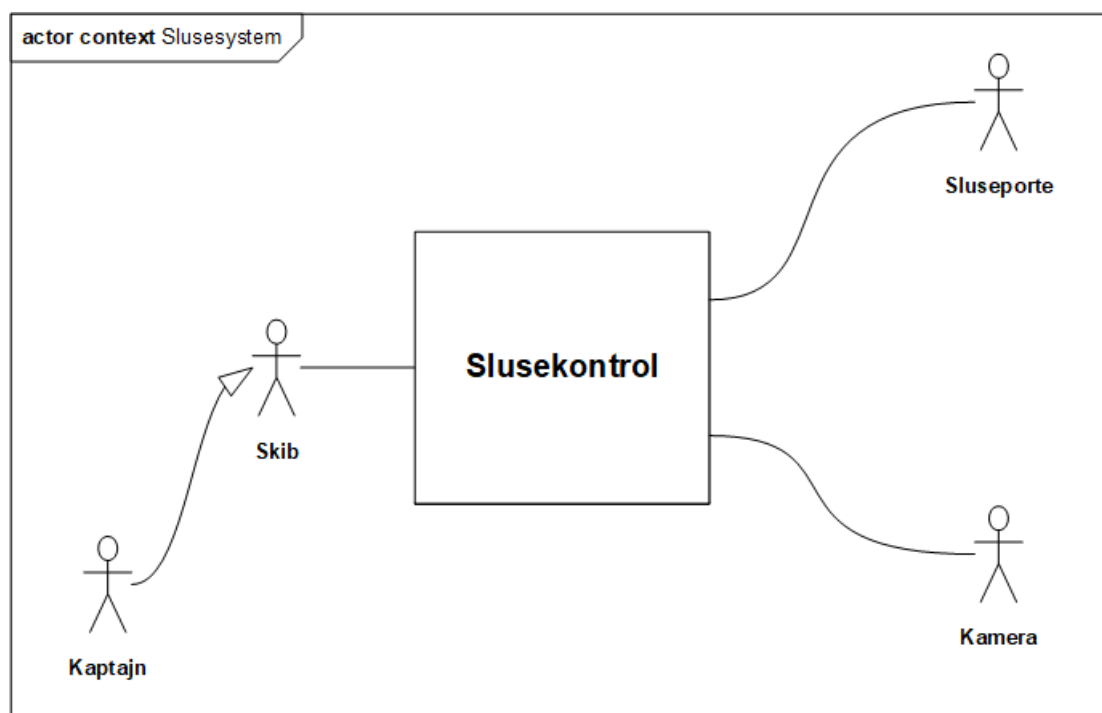 actor context Slusesystem
Sluseporte
Slusekontrol
Skib
Kamera
Kaptajn